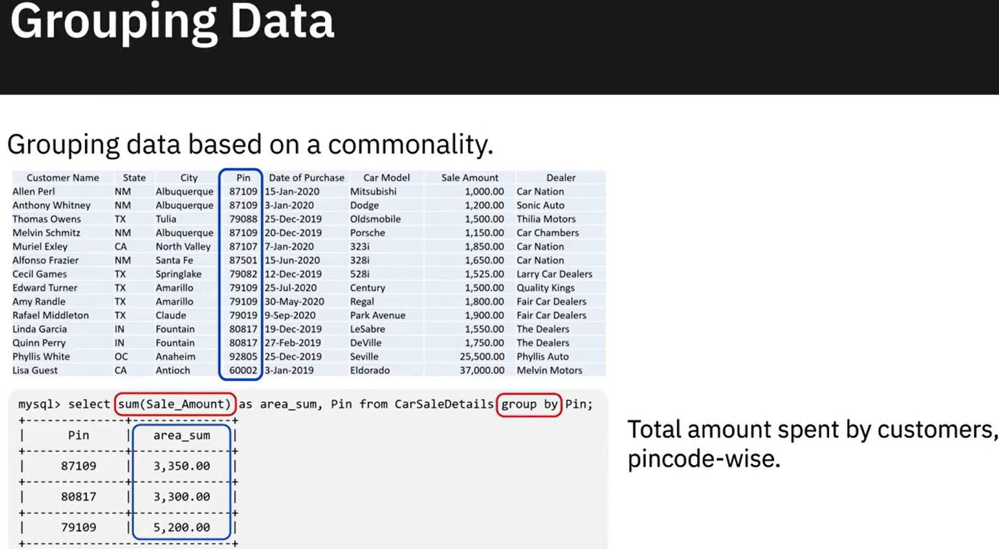 Grouping Data
Grouping data based on a commonality.
Customer Name State City Pin Date of Purchase Car Model Sale Amount Dealer
Allen Perl NM Albuquerque 87109 15-Jan-2020 Mitsubishi 1,000.00 Car Nation
Anthony Whitney NM Albuquerque 87109 3-Jan-2020 Dodge 1,200.00 Sonic Auto
Thomas Owens TX Tulia 79088 25-Dec-2019 Oldsmobile 1,500.00 Thilia Motors
Melvin Schmitz NM Albuquerque 87109 20-Dec-2019 Porsche 1,150.00 Car Chambers
Muriel Exley CA North Valley 87107 7-Jan-2020 323i 1,850.00 Car Nation
Alfonso Frazier NM Santa Fe 87501 15-Jun-2020 328i 1,650.00 Car Nation
Cecil Games TX Springlake 79082 12-Dec-2019 528i 1,525.00 Larry Car Dealers
Edward Turner TX Amarillo 79109 25-Jul-2020 Century 1,500.00 Quality Kings
Amy Randle TX Amarillo 79109 30-May-2020 Regal 1,800.00 Fair Car Dealers
Rafael Middleton TX Claude 79019 9-Sep-2020 Park Avenue 1,900.00 Fair Car Dealers
Linda Garcia IN Fountain 80817 19-Dec-2019 LeSabre 1,550.00 The Dealers
Quinn Perry IN Fountain 80817 27-Feb-2019 DeVille 1,750.00 The Dealers
Phyllis White OC Anaheim 92805 25-Dec-2019 Seville 25,500.00 Phyllis Auto
Lisa Guest CA Antioch 60002 3-Jan-2019 Eldorado 37,000.00 Melvin Motors
mysql> select sum(Sale_Amount) as area_sum, Pin from CarSaleDetails group by Pin;
Pin area_sum
87109 3,350.00
80817 3,300.00
79109 5,200.00
Total amount spent by customers,
pincode-wise.